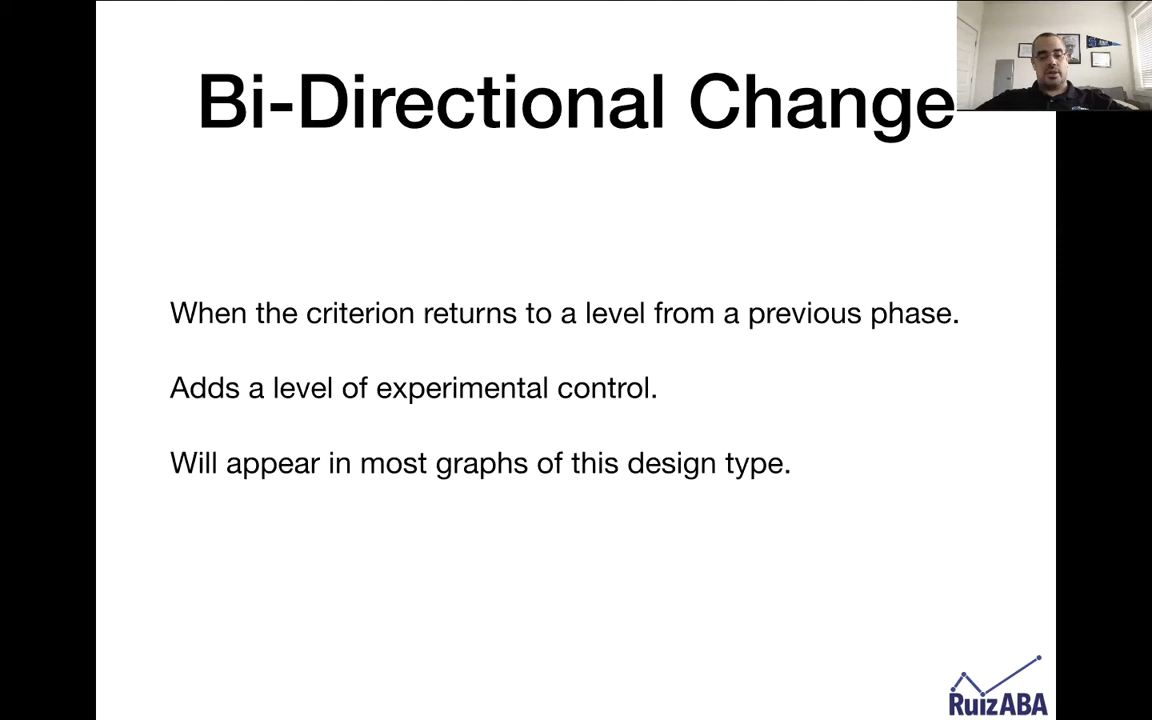 Bi-Directional Change
When the criterion returns to a level from a previous phase.
Adds a level of experimental control.
Will appear in most graphs of this design type.
RuizABA